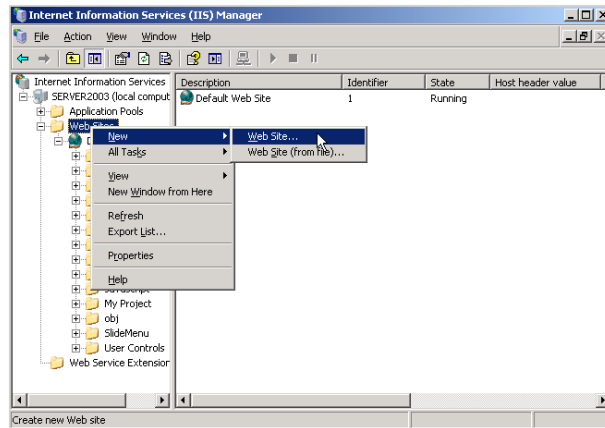 Internet Information Services (IIS) Manager
File Action View Window Help
Internet Information Services
SERVER2003 (local comput
Application Pools
Web Sites
New
All Tasks
View
New Window from Here
Refresh
Export List...
Properties
Help
Web Site...
Web Site (from file)...
My Project
obj
SlideMenu
User Controls
Web Service Extension
Description Identifier State Host header value
Default Web Site 1 Running
Create new Web site